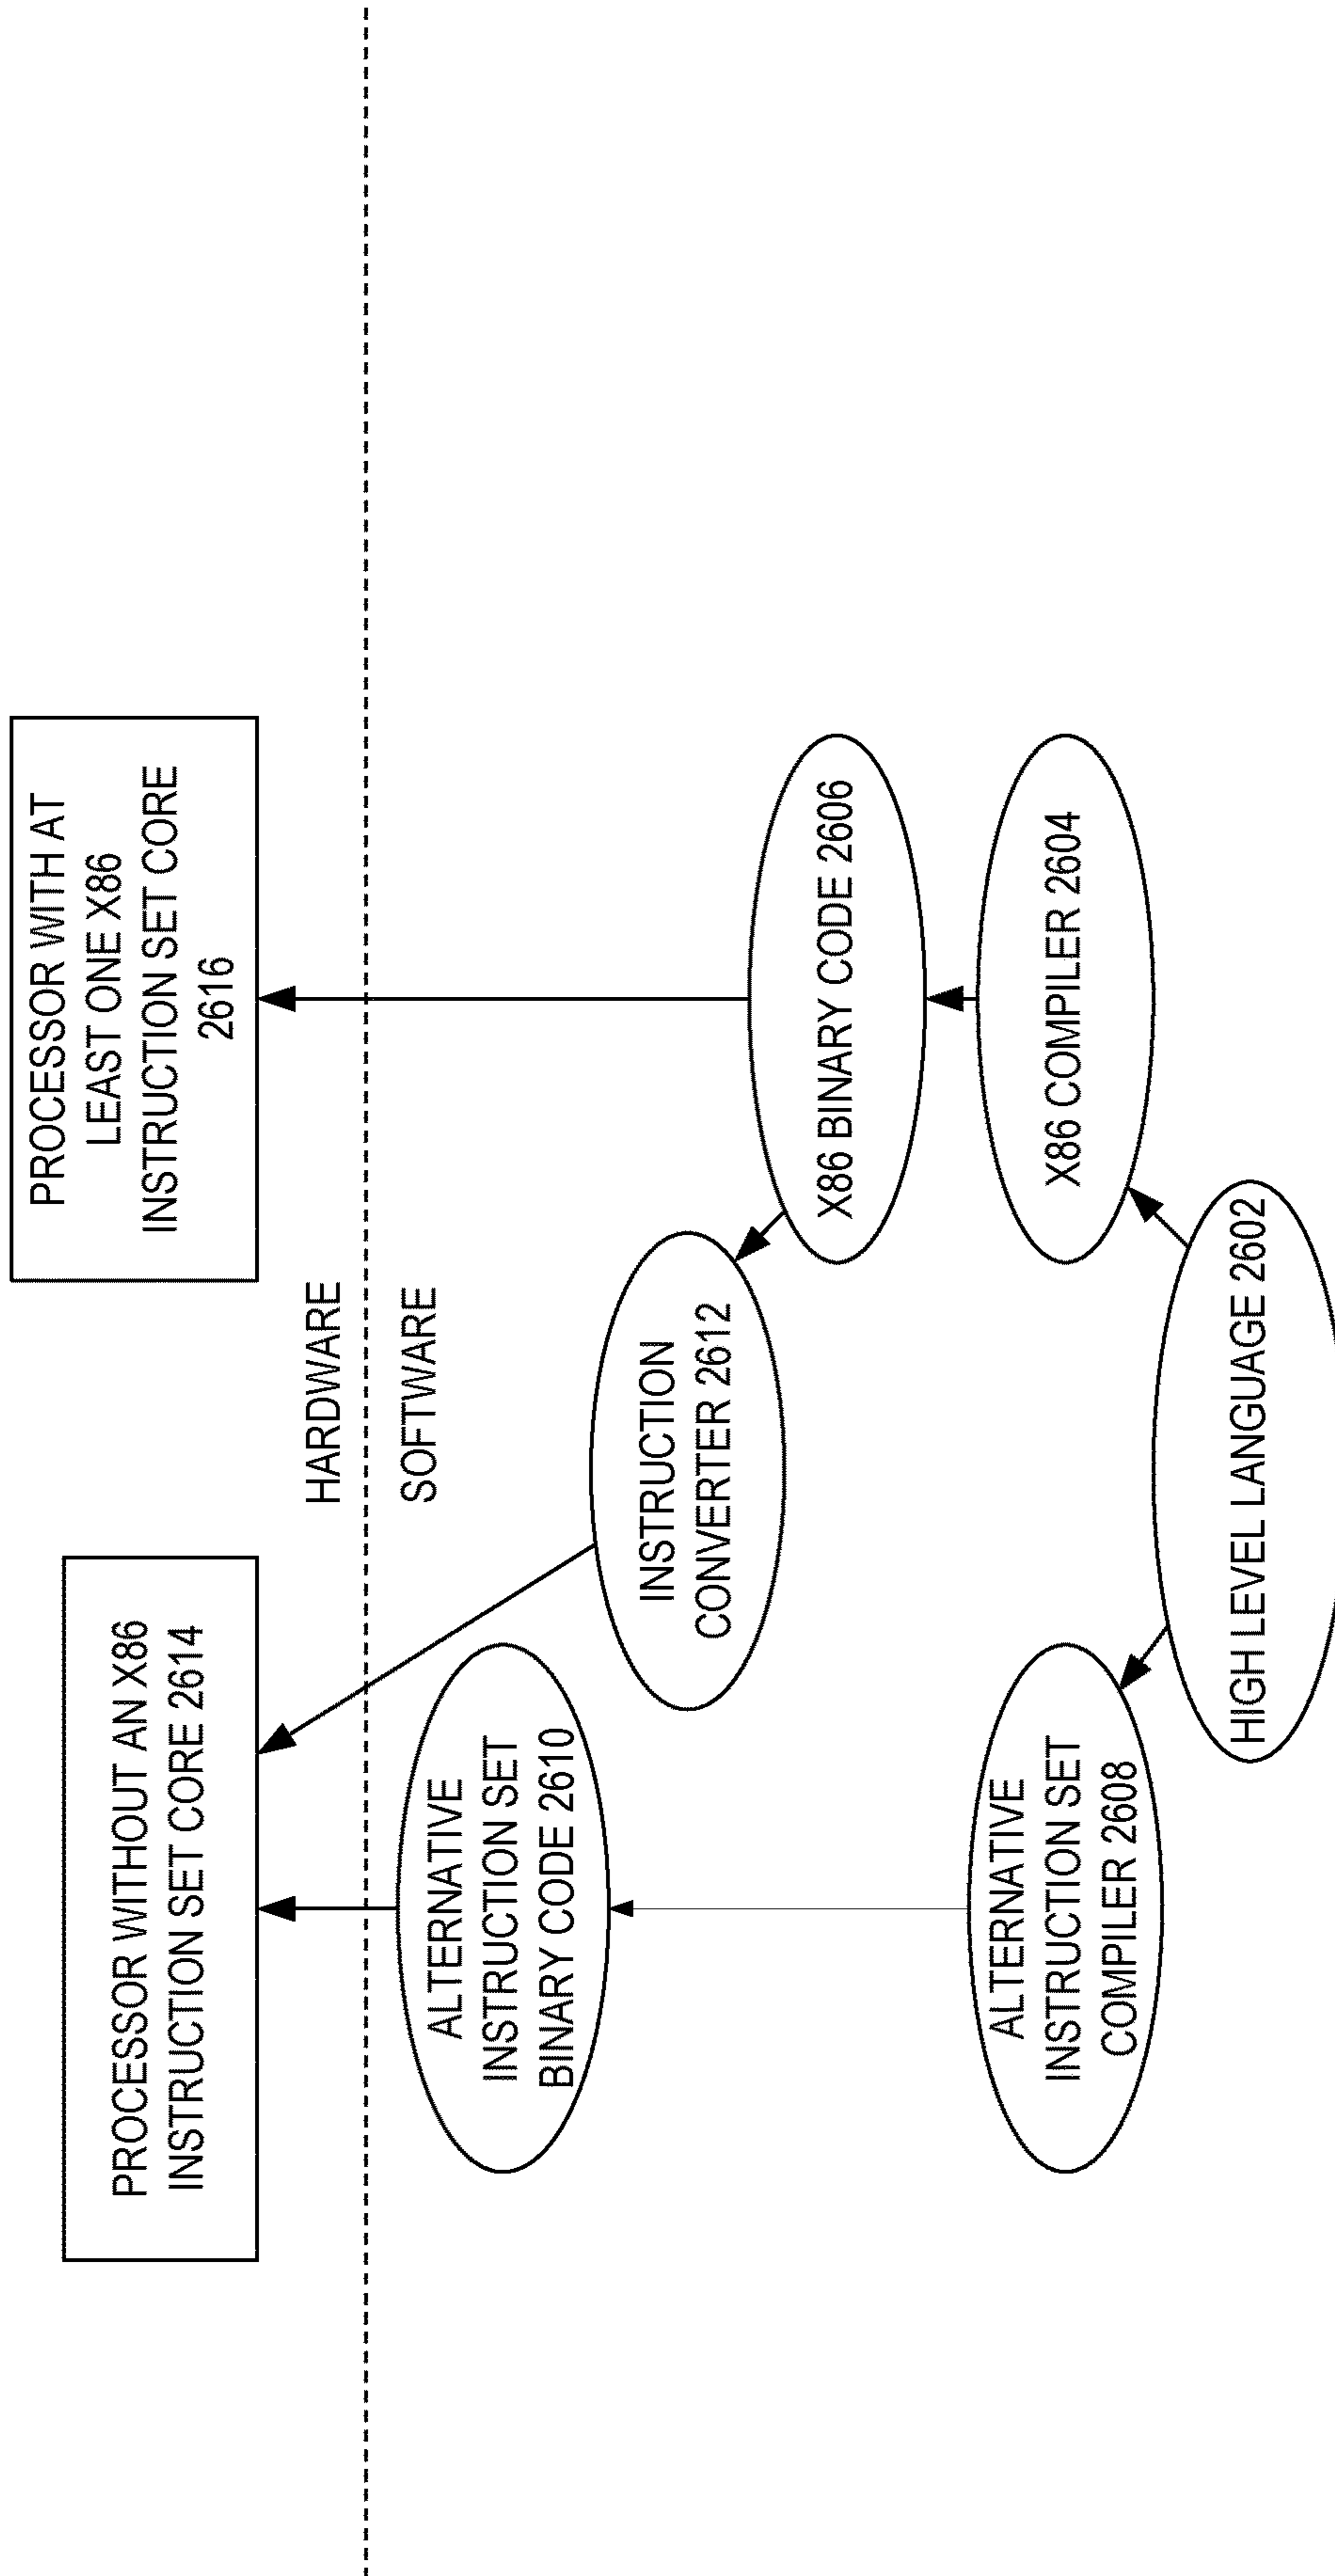 PROCESSOR WITHOUT AN X86
INSTRUCTION SET CORE 2614
PROCESSOR WITH AT
LEAST ONE X86
INSTRUCTION SET CORE
2616
HARDWARE
SOFTWARE
ALTERNATIVE
INSTRUCTION SET
BINARY CODE 2610
INSTRUCTION
CONVERTER 2612
X86 BINARY CODE 2606
ALTERNATIVE
INSTRUCTION SET
COMPILER 2608
X86 COMPILER 2604
HIGH LEVEL LANGUAGE 2602